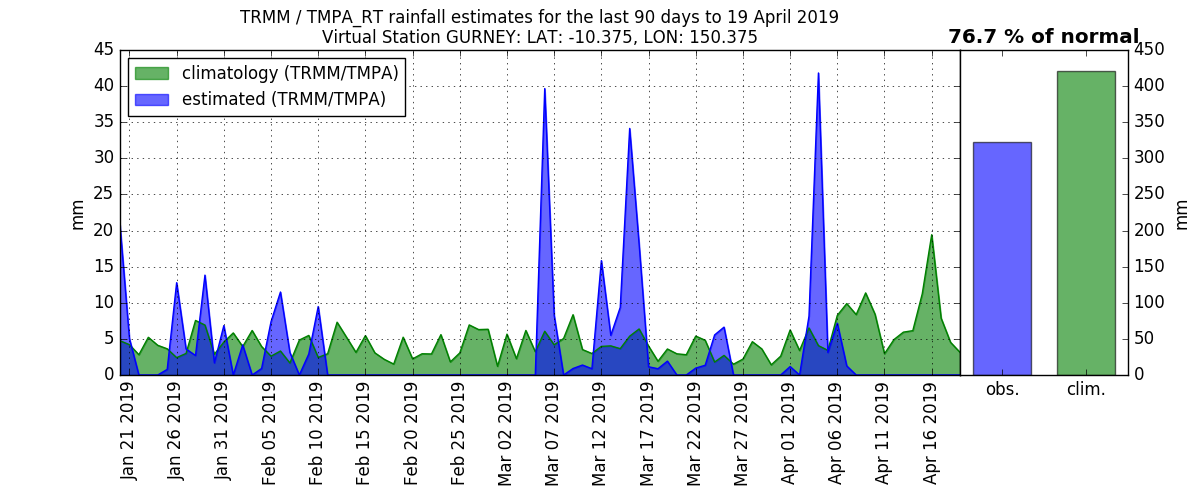 TRMM / TMPA_RT rainfall estimates for the last 90 days to 19 April 2019
Virtual Station GURNEY: LAT: -10.375, LON: 150.375
76.7 % of normal
climatology (TRMM/TMPA)
estimated (TRMM/TMPA)
mm
45
40
35
30
25
20
15
10
5
0
Jan 21 2019
Jan 26 2019
Jan 31 2019
Feb 05 2019
Feb 10 2019
Feb 15 2019
Feb 20 2019
Feb 25 2019
Mar 02 2019
Mar 07 2019
Mar 12 2019
Mar 17 2019
Mar 22 2019
Mar 27 2019
Apr 01 2019
Apr 06 2019
Apr 11 2019
Apr 16 2019
obs.
clim.
450
400
350
300
250
200
150
100
50
0
mm